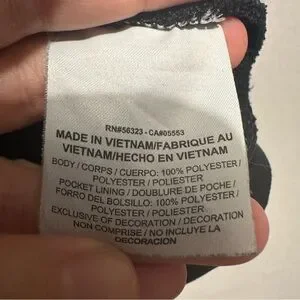 RN#56323 - CA#05553
MADE IN VIETNAM/FABRIQUE AU
VIETNAM/HECHO EN VIETNAM
BODY / CORPS / CUERPO: 100% POLYESTER /
POLYESTER / POLIESTER
POCKET LINING / DOUBLURE DE POCHE /
FORRO DEL BOLSILLO: 100% POLYESTER /
POLYESTER / POLIESTER
EXCLUSIVE OF DECORATION / DECORATION
NON COMPRISE / NO INCLUYE LA
DECORACION